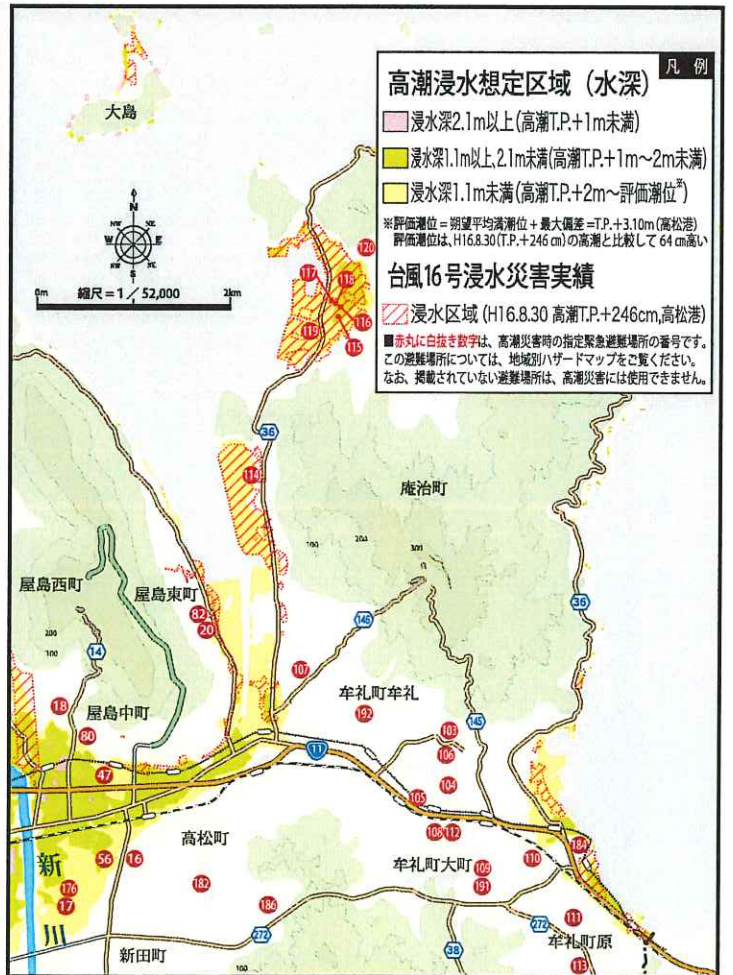 凡 例
高潮浸水想定区域（水深）
浸水深2.1m以上(高潮T.P.+1m未満)
浸水深1.1m以上,2.1m未満(高潮T.P.+1m～2m未満)
浸水深1.1m未満(高潮T.P.+2m～評価潮位※)
※評価潮位＝朔望平均満潮位＋最大偏差＝T.P.+3.10m(高松港)
評価潮位は、H16.8.30(T.P.+246㎝)の高潮と比較して64㎝高い
台風16号浸水災害実績
浸水区域(H16.8.30 高潮T.P.+246cm,高松港)
■赤丸に白抜き数字は、高潮災害時の指定緊急避難場所の番号です。
この避難場所については、地域別ハザードマップをご覧ください。
なお、掲載されていない避難場所は、高潮災害には使用できません。
大島
N
NW
NE
W
E
SW
SE
S
0m
縮尺＝1／52,000
2km
120
117
118
119
116
115
36
114
庵治町
100
200
300
屋島西町
屋島東町
82
20
146
36
200
100
14
107
牟礼町牟礼
18
屋島中町
192
145
80
103
11
106
47
104
105
高松町
108
112
184
新
56
16
牟礼町大町
109
110
176
182
191
17
186
111
川
272
272
牟礼町原
新田町
100
38
113